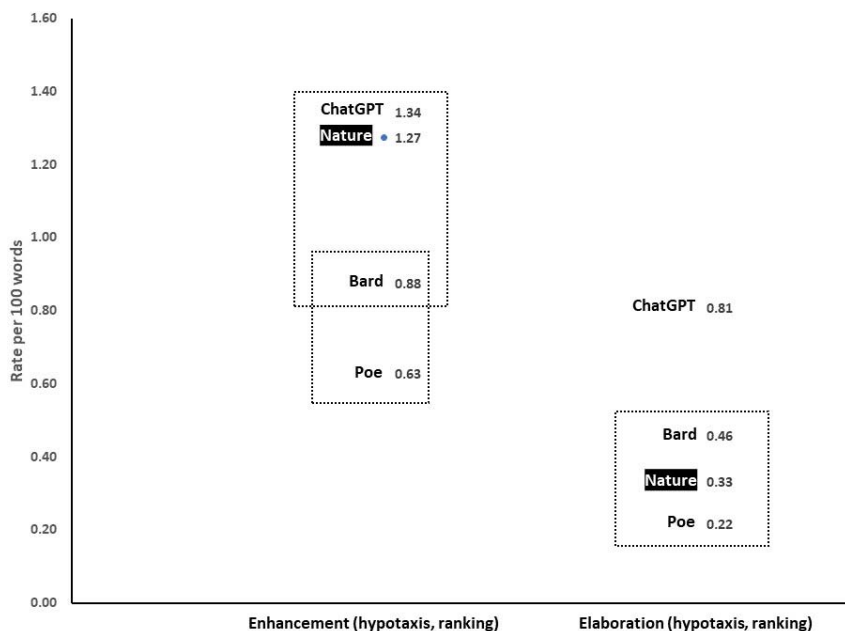 1.60
1.40
ChatGPT 1.34
Nature 1.27
1.20
1.00
Bard 0.88
0.80
ChatGPT 0.81
Rate per 100 words
Poe 0.63
0.60
Bard 0.46
0.40
Nature 0.33
Poe 0.22
0.20
0.00
Enhancement (hypotaxis, ranking) Elaboration (hypotaxis, ranking)